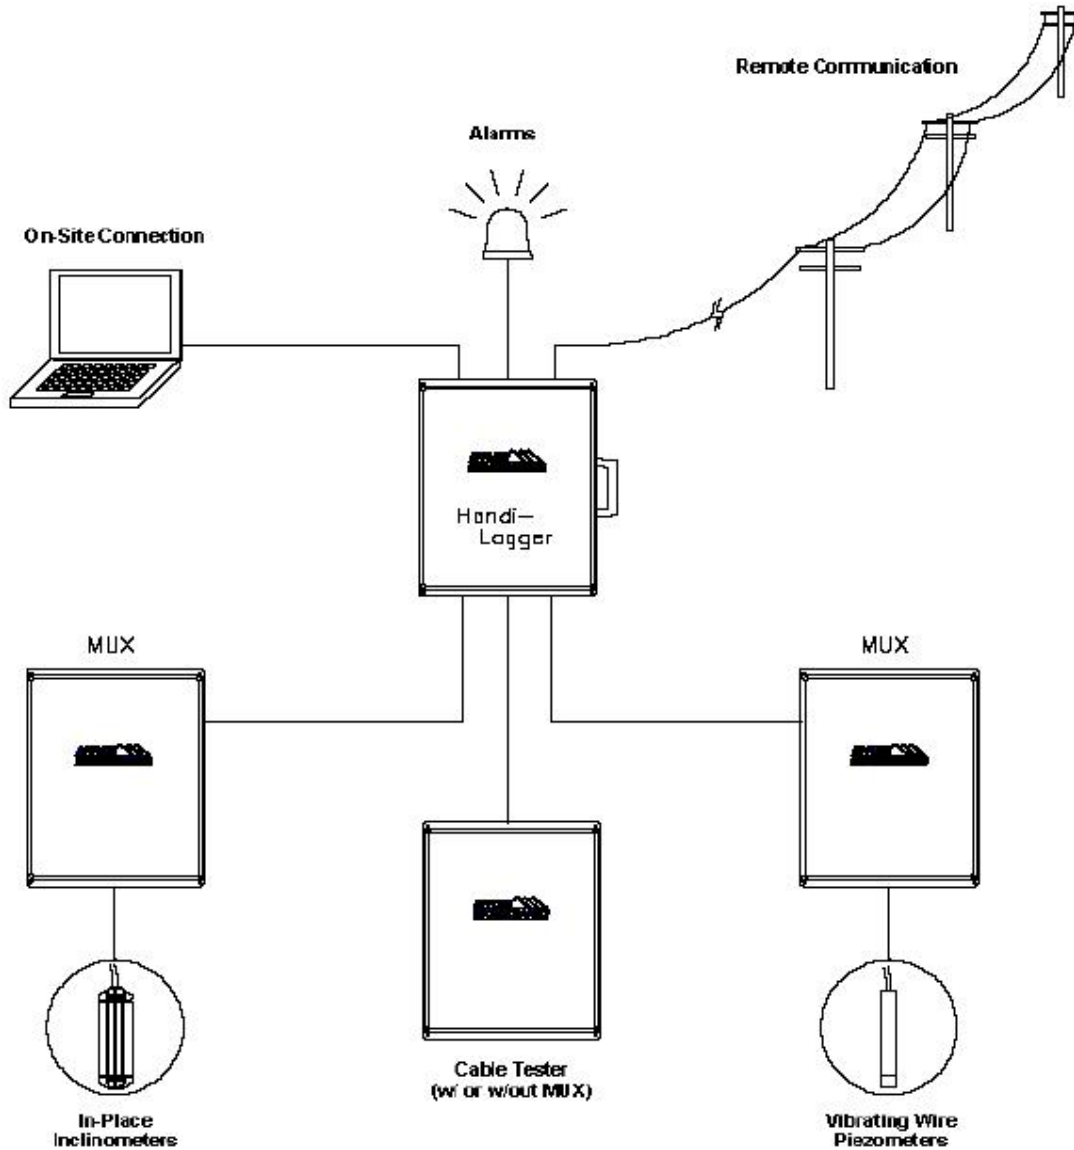 Remote Communication
Alarms
On-Site Connection
Handi-
Logger
MUX
MUX
Cable Tester
(w/ or w/out MUX)
In-Place
Inclinometers
Vibrating Wire
Piezometers